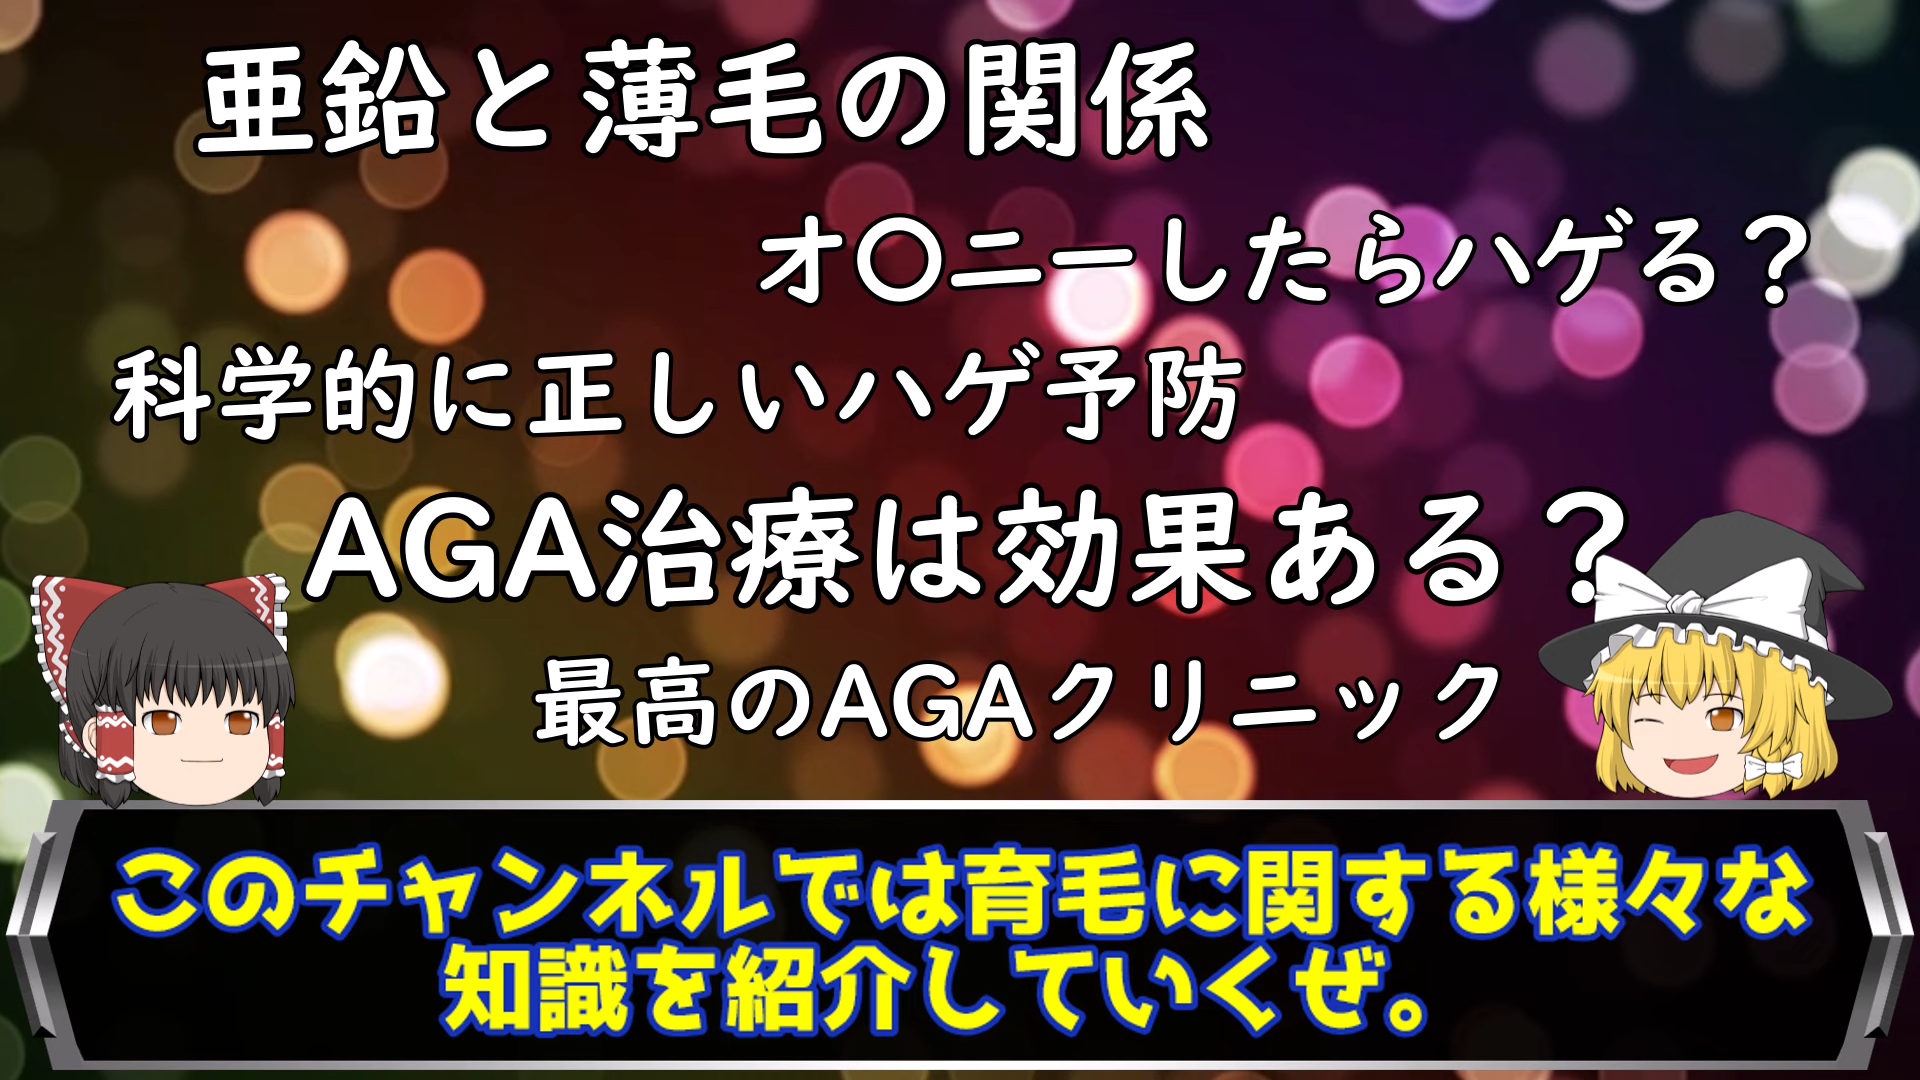 亜鉛と薄毛の関係
オ〇ニーしたらハゲる？
科学的に正しいハゲ予防
AGA治療は効果ある？
最高のAGAクリニック
このチャンネルでは育毛に関する様々な
知識を紹介していくぜ。